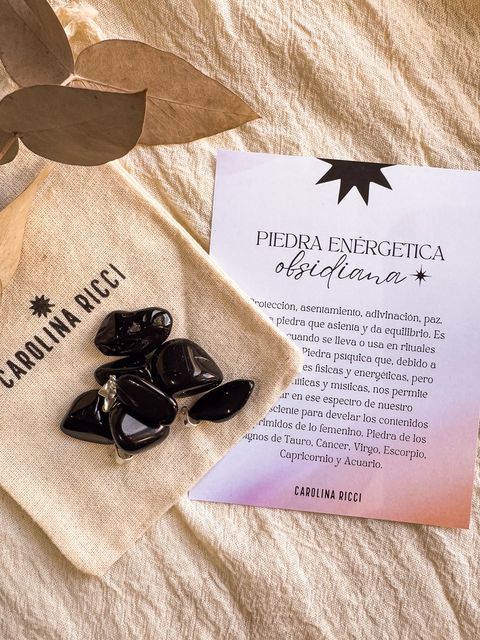 CAROLINA RICCI
PIEDRA ENÉRGETICA
obsidiana
Protección, asentamiento, adivinación, paz.
piedra que asienta y da equilibrio. Es
cuando se lleva o usa en rituales
Piedra psíquica que, debido a
físicas y energéticas, pero
y místicas, nos permite
en ese espectro de nuestro
para develar los contenidos
de lo femenino. Piedra de los
signos de Tauro, Cáncer, Virgo, Escorpio,
Capricornio y Acuario.
CAROLINA RICCI